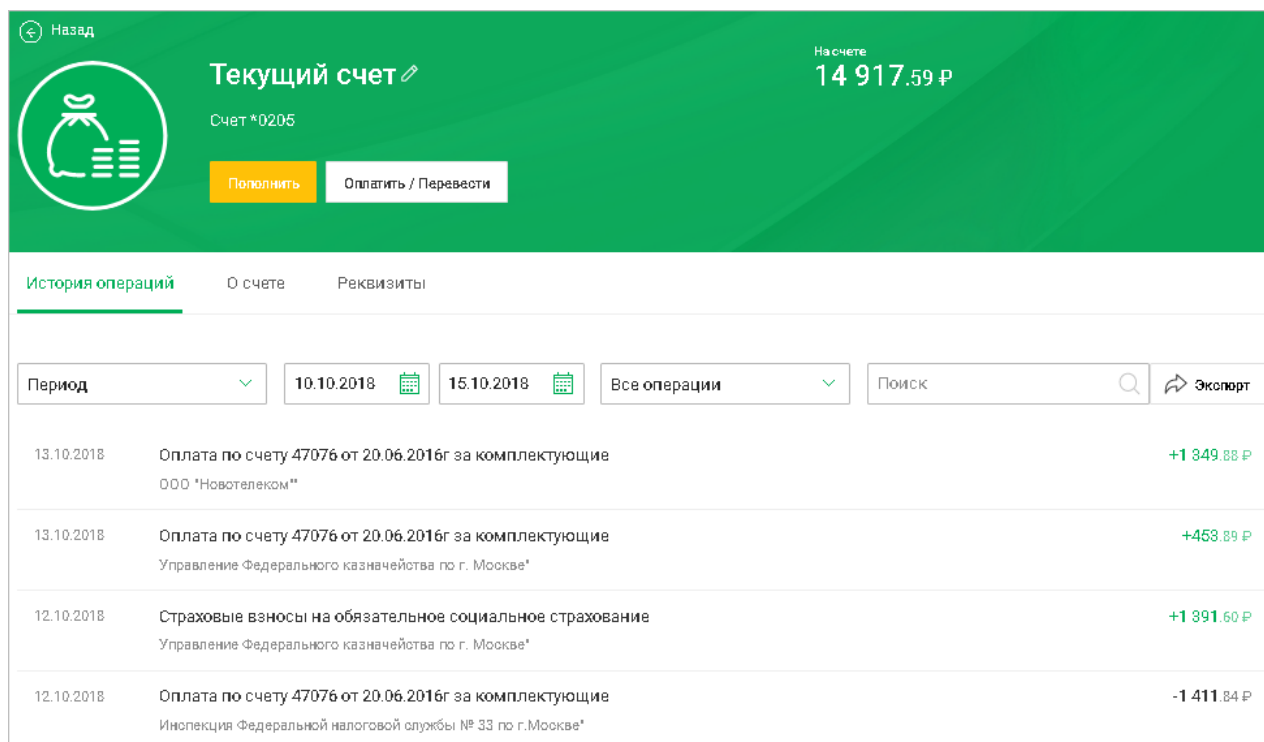 Назад
На счете
Текущий счет
14 917.59 ₽
Счет *0205
Пополнить
Оплатить / Перевести
История операций
О счете
Реквизиты
Период
10.10.2018
15.10.2018
Все операции
Поиск
Экспорт
13.10.2018 Оплата по счету 47076 от 20.06.2016г за комплектующие +1 349.88 ₽
ООО "Новотелеком""
13.10.2018 Оплата по счету 47076 от 20.06.2016г за комплектующие +453.89 ₽
Управление Федерального казначейства по г. Москве"
12.10.2018 Страховые взносы на обязательное социальное страхование +1 391.60 ₽
Управление Федерального казначейства по г. Москве"
12.10.2018 Оплата по счету 47076 от 20.06.2016г за комплектующие -1 411.84 ₽
Инспекция Федеральной налоговой службы № 33 по г.Москве"